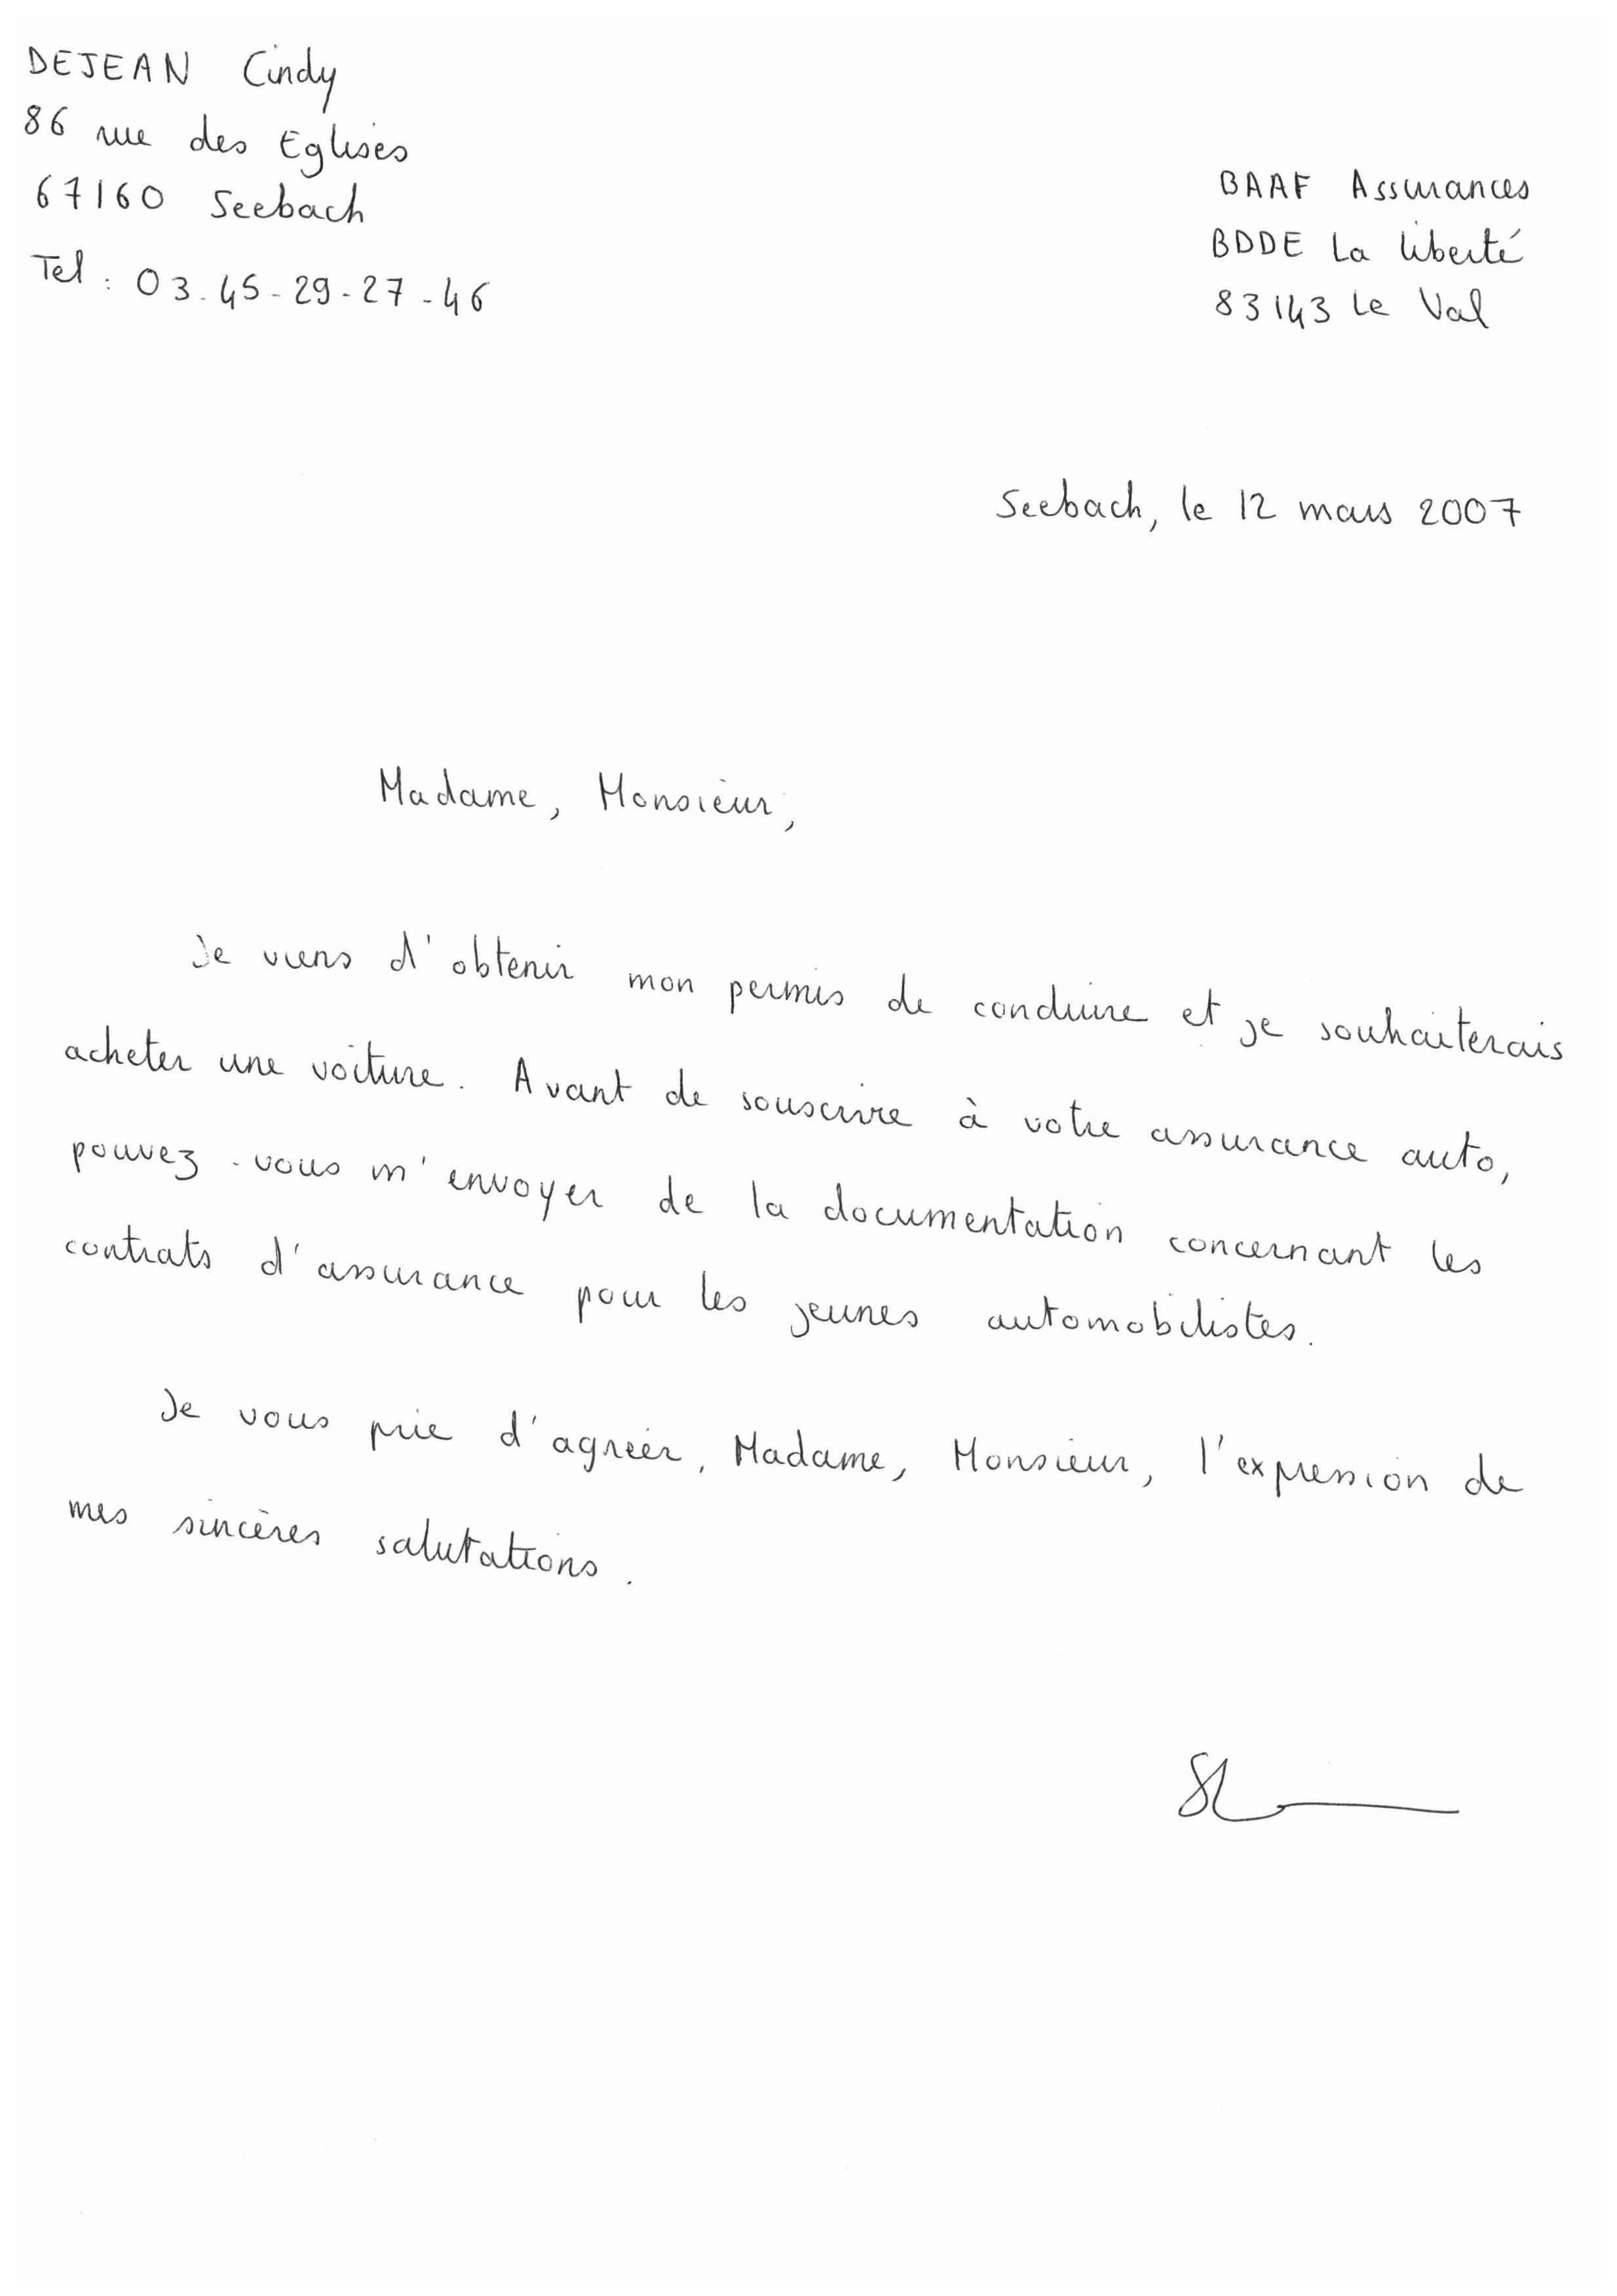 DEJEAN Cindy
86 rue des Eglises
67160 Seebach
Tel : 03.45-29-27-46
BAAF Assurances
BDDE La liberté
83143 Le Val
Seebach, le 12 mars 2007
Madame, Monsieur,
Je viens d'obtenir mon permis de conduire et je souhaiterais
acheter une voiture. Avant de souscrire à votre assurance auto,
pouvez-vous m'envoyer de la documentation concernant les
contrats d'assurance pour les jeunes automobilistes.
Je vous prie d'agréer, Madame, Monsieur, l'expression de
mes sincères salutations.